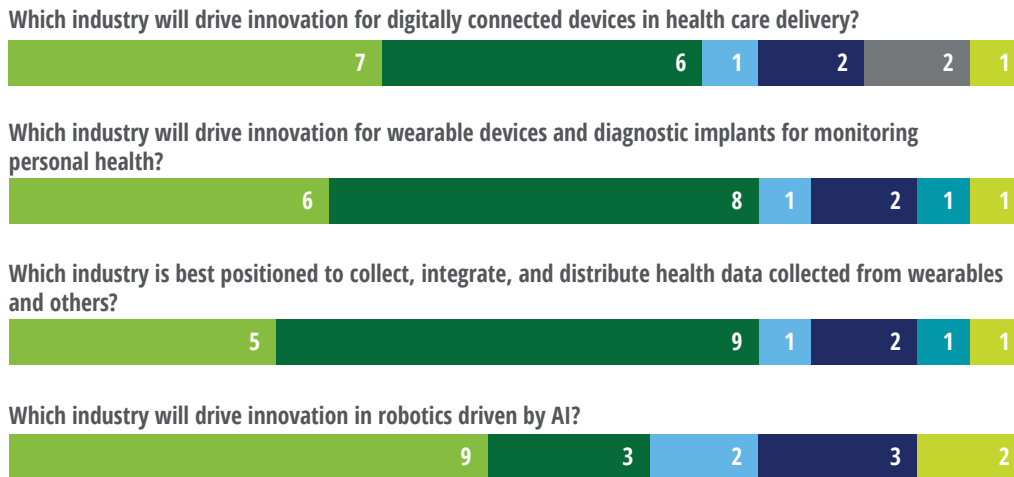 Which industry will drive innovation for digitally connected devices in health care delivery?
7 6 1 2 2 1
Which industry will drive innovation for wearable devices and diagnostic implants for monitoring
personal health?
6 8 1 2 1 1
Which industry is best positioned to collect, integrate, and distribute health data collected from wearables
and others?
5 9 1 2 1 1
Which industry will drive innovation in robotics driven by AI?
9 3 2 3 2